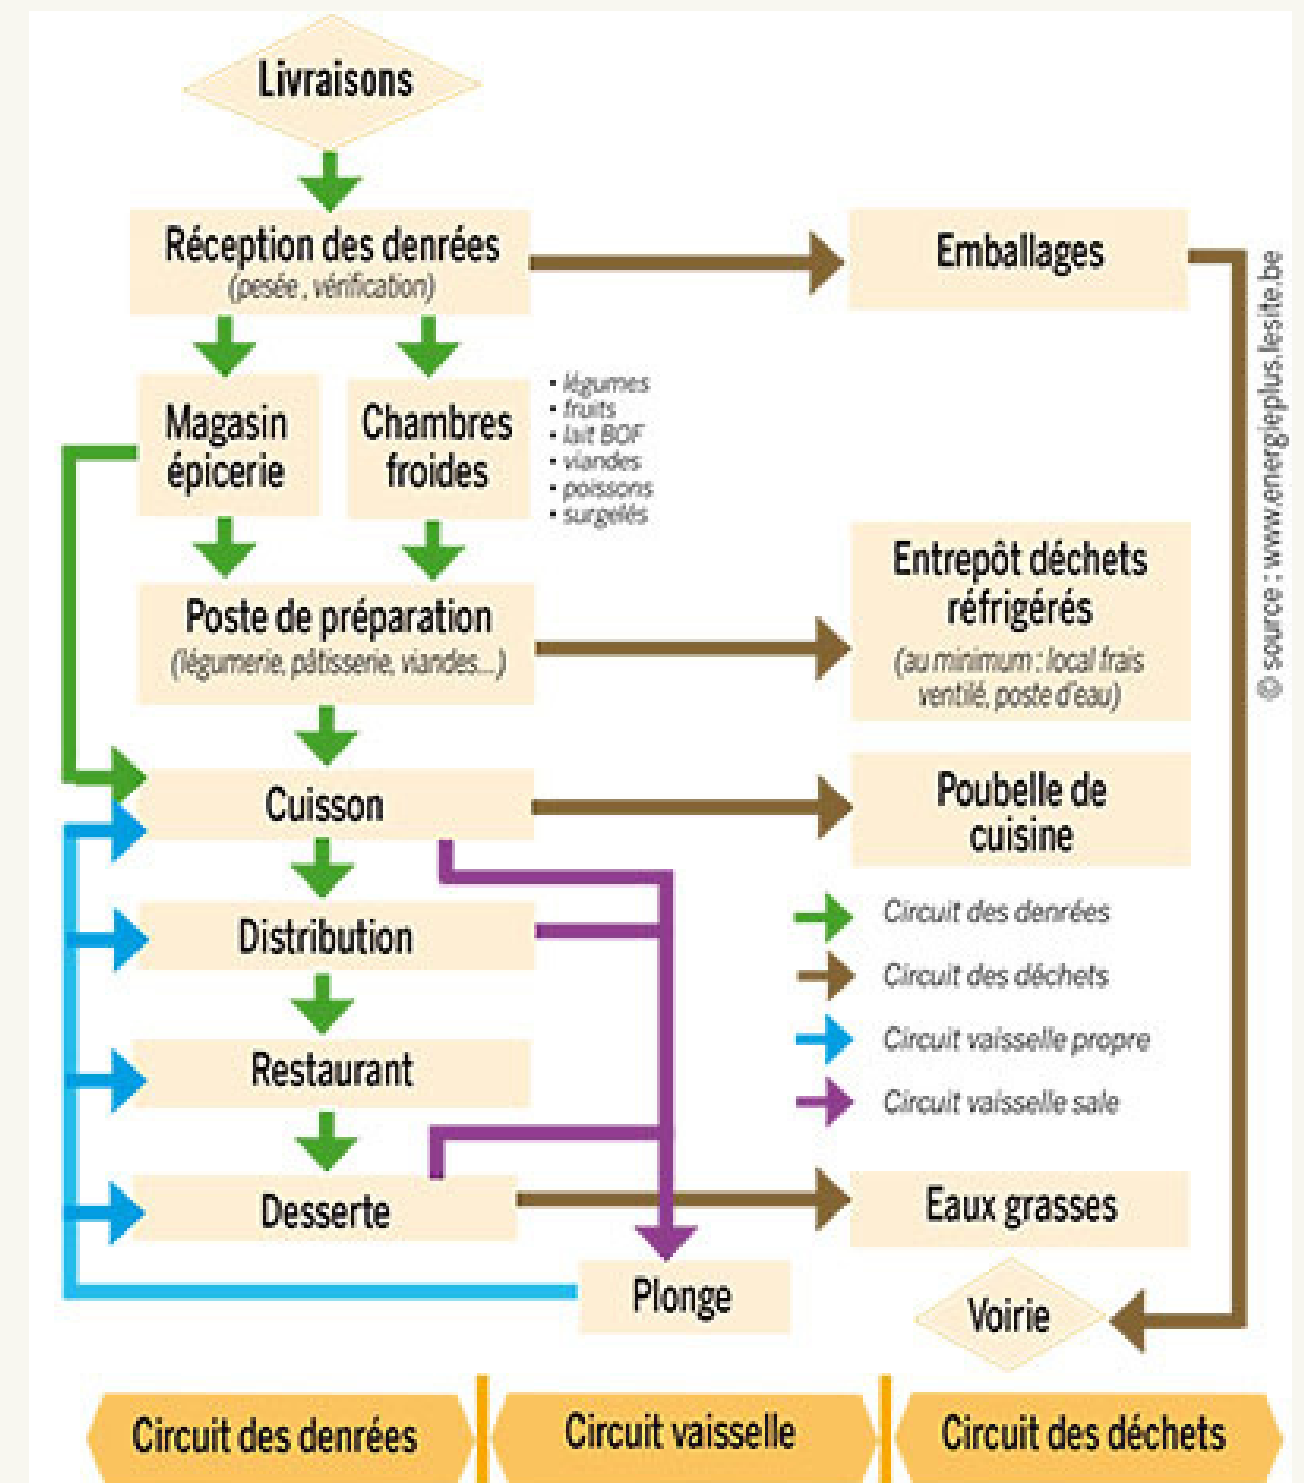 Livraisons
Réception des denrées
(pesée , vérification)
Emballages
Magasin
épicerie
Chambres
froides
• légumes
• fruits
• lait BOF
• viandes
• poissons
• surgelés
Poste de préparation
(légumerie, pâtisserie, viandes...)
Entrepôt déchets
réfrigérés
(au minimum : local frais
ventilé, poste d'eau)
Cuisson
Poubelle de
cuisine
Distribution
Restaurant
Desserte
Circuit des denrées
Circuit des déchets
Circuit vaisselle propre
Circuit vaisselle sale
Eaux grasses
Plonge
Voirie
Circuit des denrées
Circuit vaisselle
Circuit des déchets
© source : www.energieplus.lesite.be